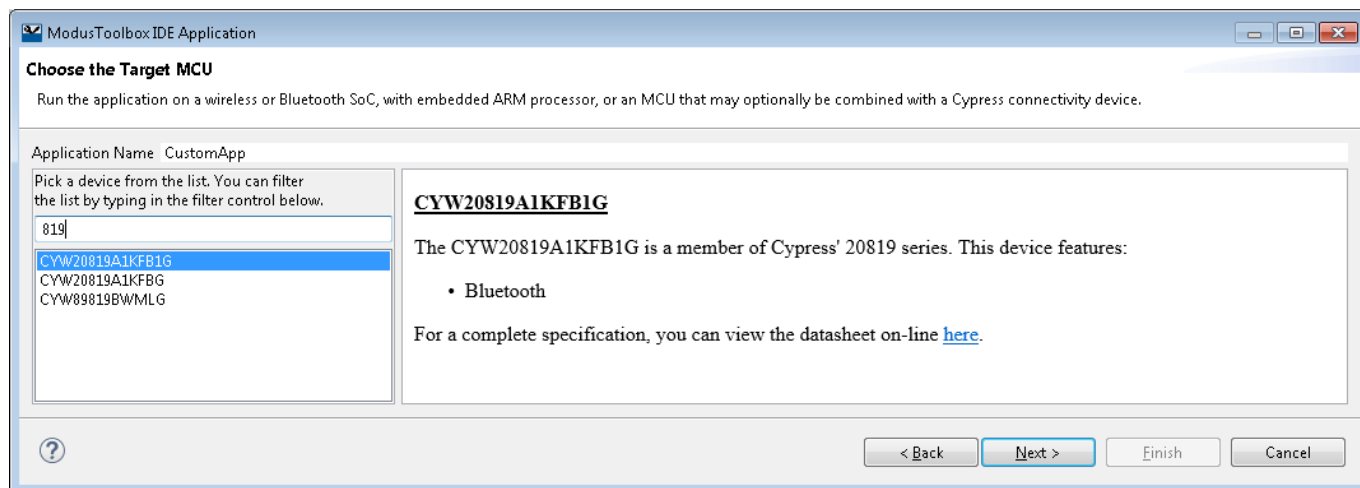 ModusToolbox IDE Application
Choose the Target MCU
Run the application on a wireless or Bluetooth SoC, with embedded ARM processor, or an MCU that may optionally be combined with a Cypress connectivity device.
Application Name CustomApp
Pick a device from the list. You can filter
the list by typing in the filter control below.
819
CYW20819A1KFB1G
CYW20819A1KFBG
CYW89819BWMLG
CYW20819A1KFB1G
The CYW20819A1KFB1G is a member of Cypress' 20819 series. This device features:
• Bluetooth
For a complete specification, you can view the datasheet on-line here.
?
< Back
Next >
Finish
Cancel